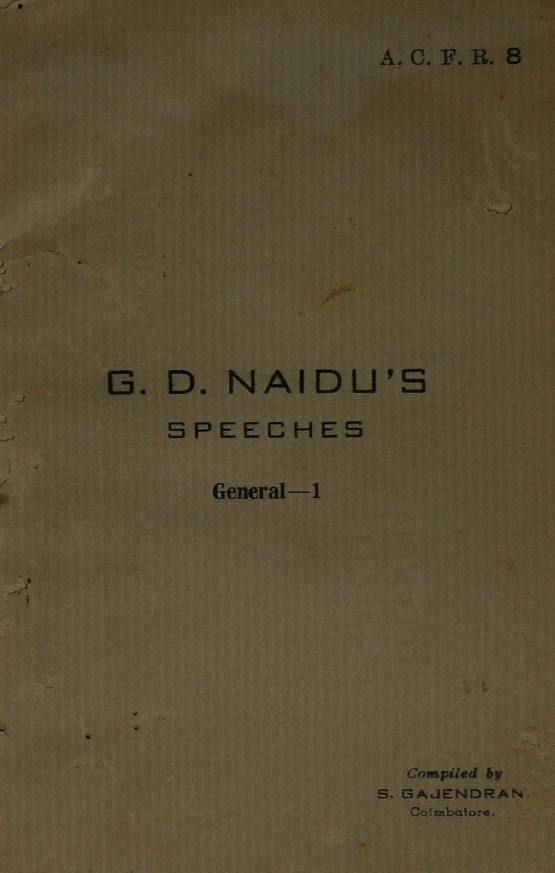 A. C. F. R. 8
G. D. NAIDU'S
SPEECHES
General—1
Compiled by
S. GAJENDRAN.
Coimbatore.